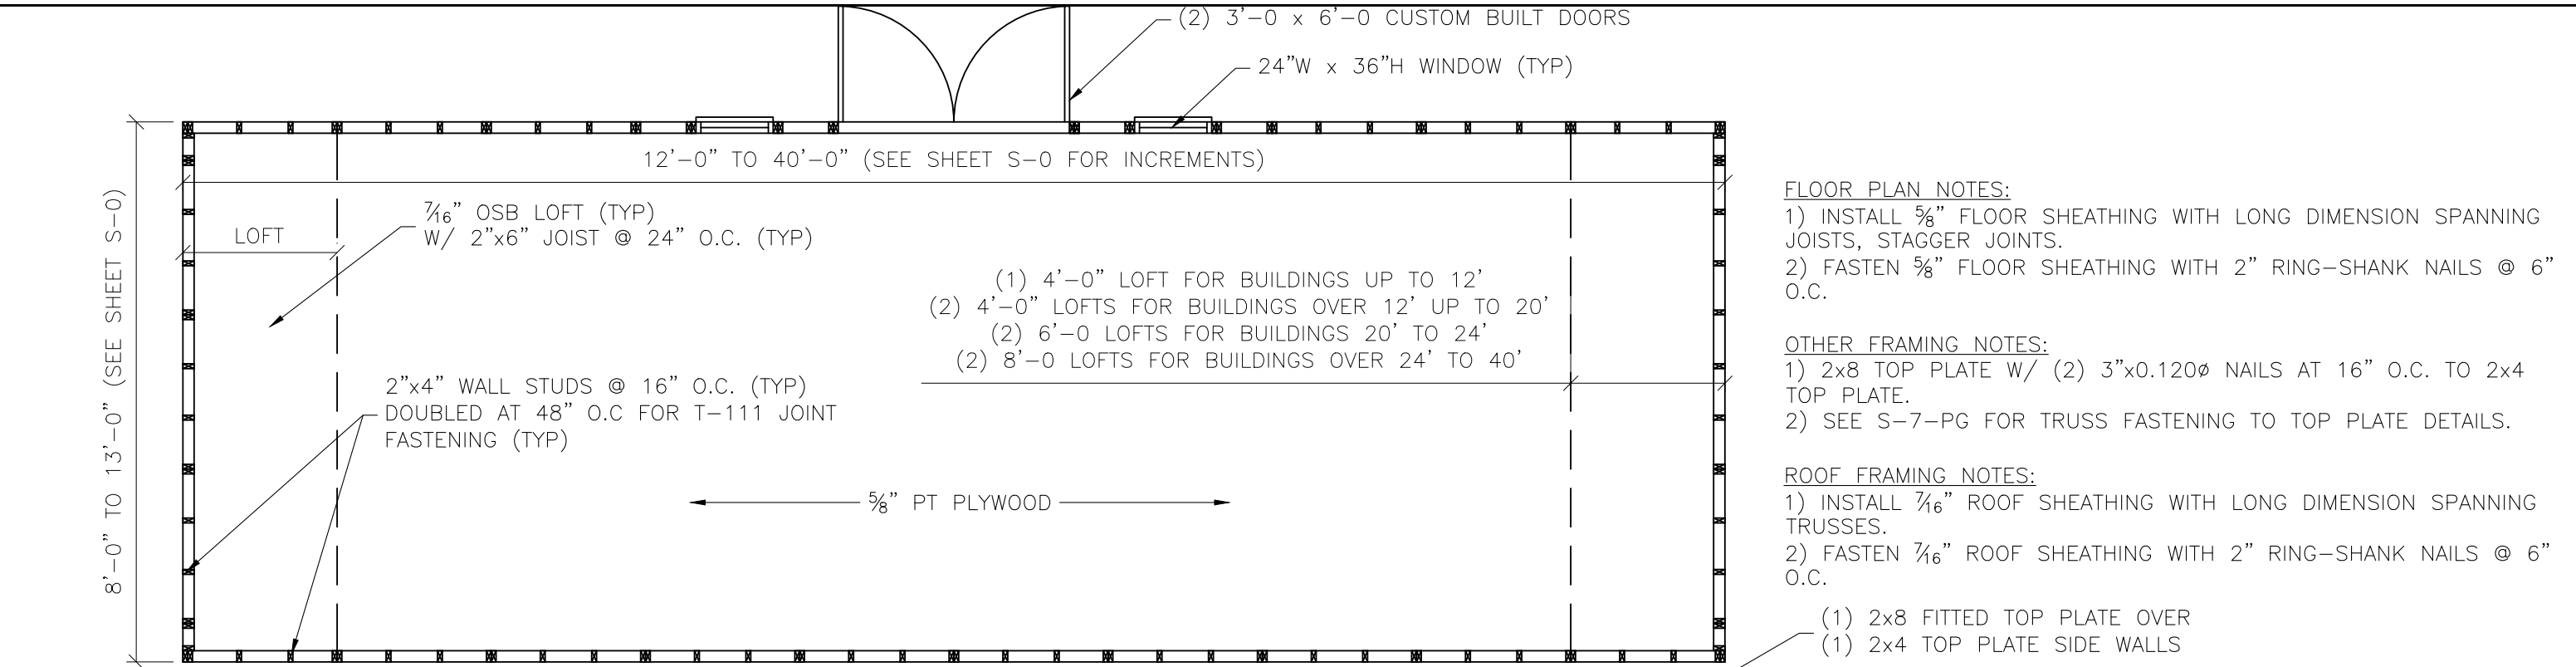 (2) 3'-0 x 6'-0 CUSTOM BUILT DOORS
24"W x 36"H WINDOW (TYP)
12'-0" TO 40'-0" (SEE SHEET S-0 FOR INCREMENTS)
8'-0" TO 13'-0" (SEE SHEET S-0)
LOFT
7/16" OSB LOFT (TYP)
W/ 2"x6" JOIST @ 24" O.C. (TYP)
(1) 4'-0" LOFT FOR BUILDINGS UP TO 12'
(2) 4'-0" LOFTS FOR BUILDINGS OVER 12' UP TO 20'
(2) 6'-0 LOFTS FOR BUILDINGS 20' TO 24'
(2) 8'-0 LOFTS FOR BUILDINGS OVER 24' TO 40'
2"x4" WALL STUDS @ 16" O.C. (TYP)
DOUBLED AT 48" O.C FOR T-111 JOINT
FASTENING (TYP)
5/8" PT PLYWOOD
FLOOR PLAN NOTES:
1) INSTALL 5/8" FLOOR SHEATHING WITH LONG DIMENSION SPANNING
JOISTS, STAGGER JOINTS.
2) FASTEN 5/8" FLOOR SHEATHING WITH 2" RING-SHANK NAILS @ 6"
O.C.
OTHER FRAMING NOTES:
1) 2x8 TOP PLATE W/ (2) 3"x0.120ø NAILS AT 16" O.C. TO 2x4
TOP PLATE.
2) SEE S-7-PG FOR TRUSS FASTENING TO TOP PLATE DETAILS.
ROOF FRAMING NOTES:
1) INSTALL 7/16" ROOF SHEATHING WITH LONG DIMENSION SPANNING
TRUSSES.
2) FASTEN 7/16" ROOF SHEATHING WITH 2" RING-SHANK NAILS @ 6"
O.C.
(1) 2x8 FITTED TOP PLATE OVER
(1) 2x4 TOP PLATE SIDE WALLS